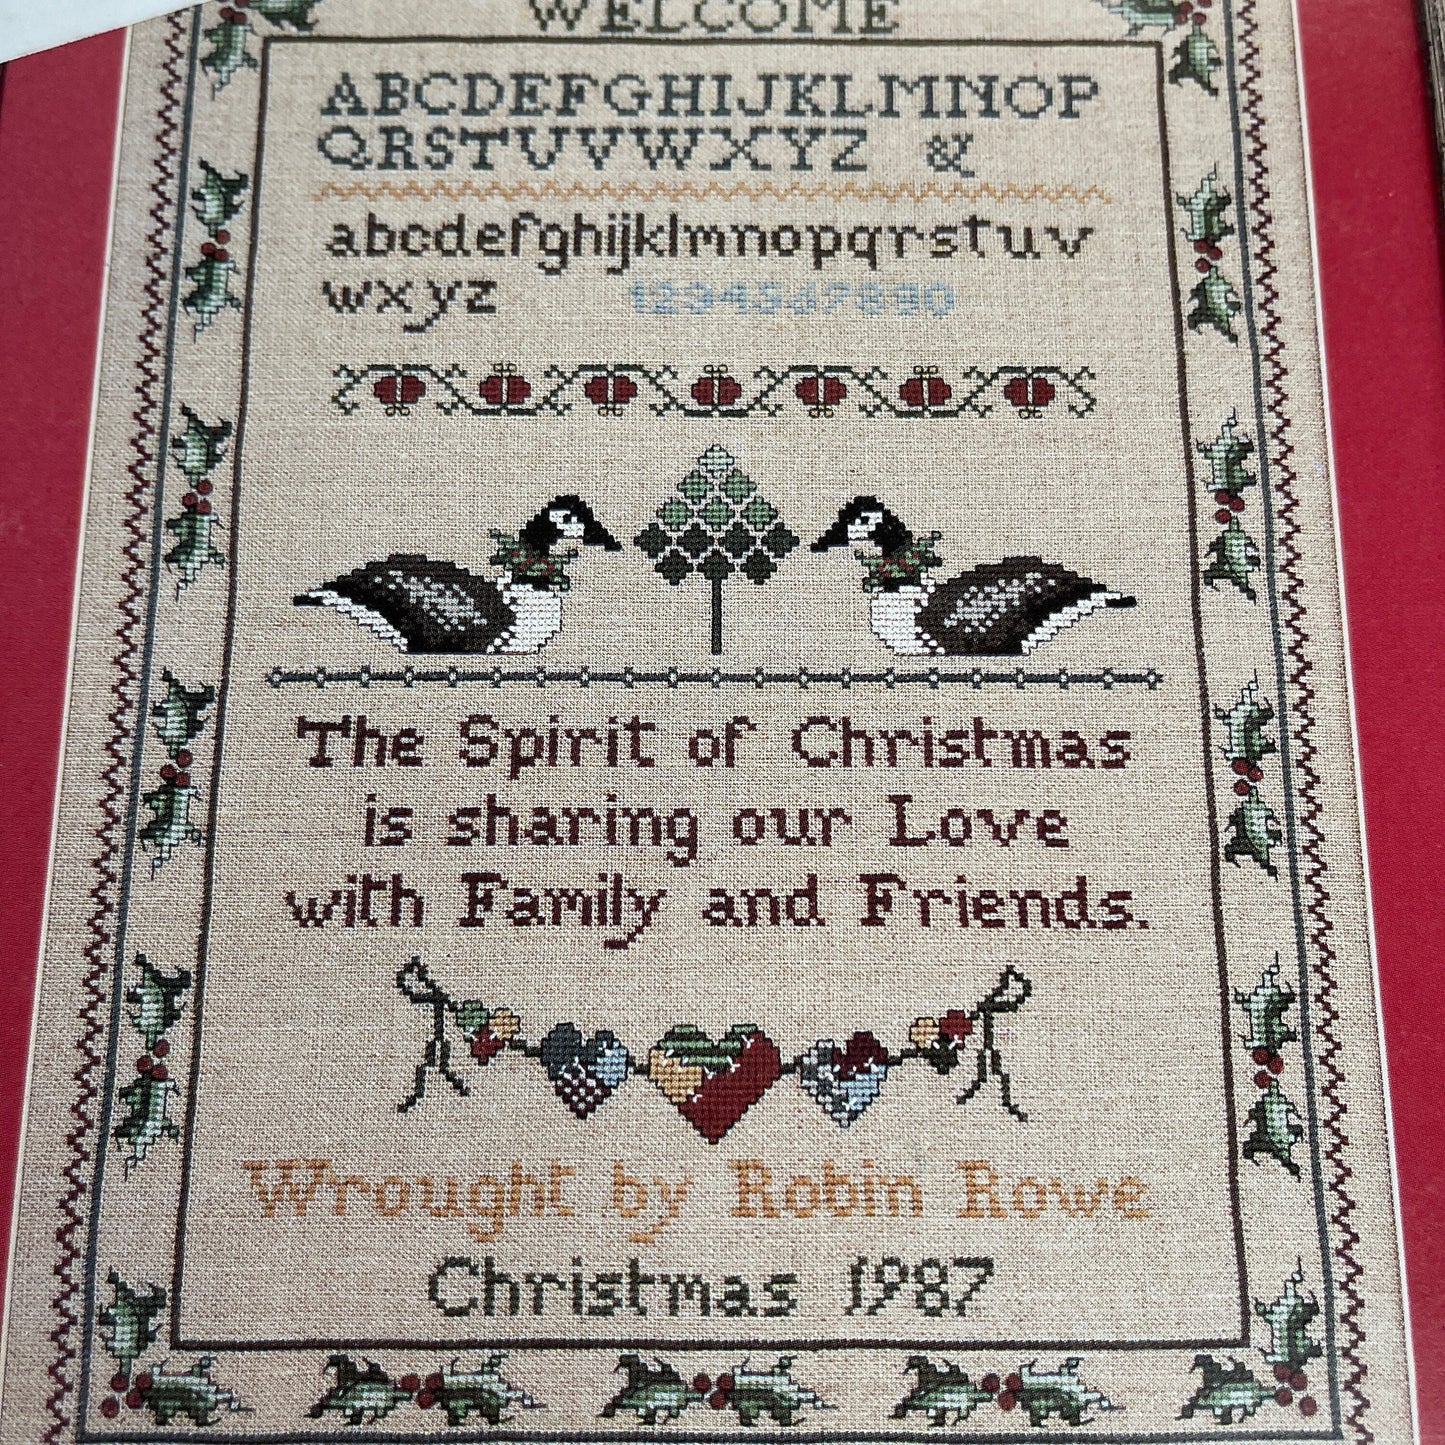 WELCOME
ABCDEFGHIJKLMNOP
QRSTUVWXYZ &
abcdefghijklmnopqrstuv
wxyz 1234567890
The Spirit of Christmas
is sharing our Love
with Family and Friends.
Wrought by Robin Rowe
Christmas 1987